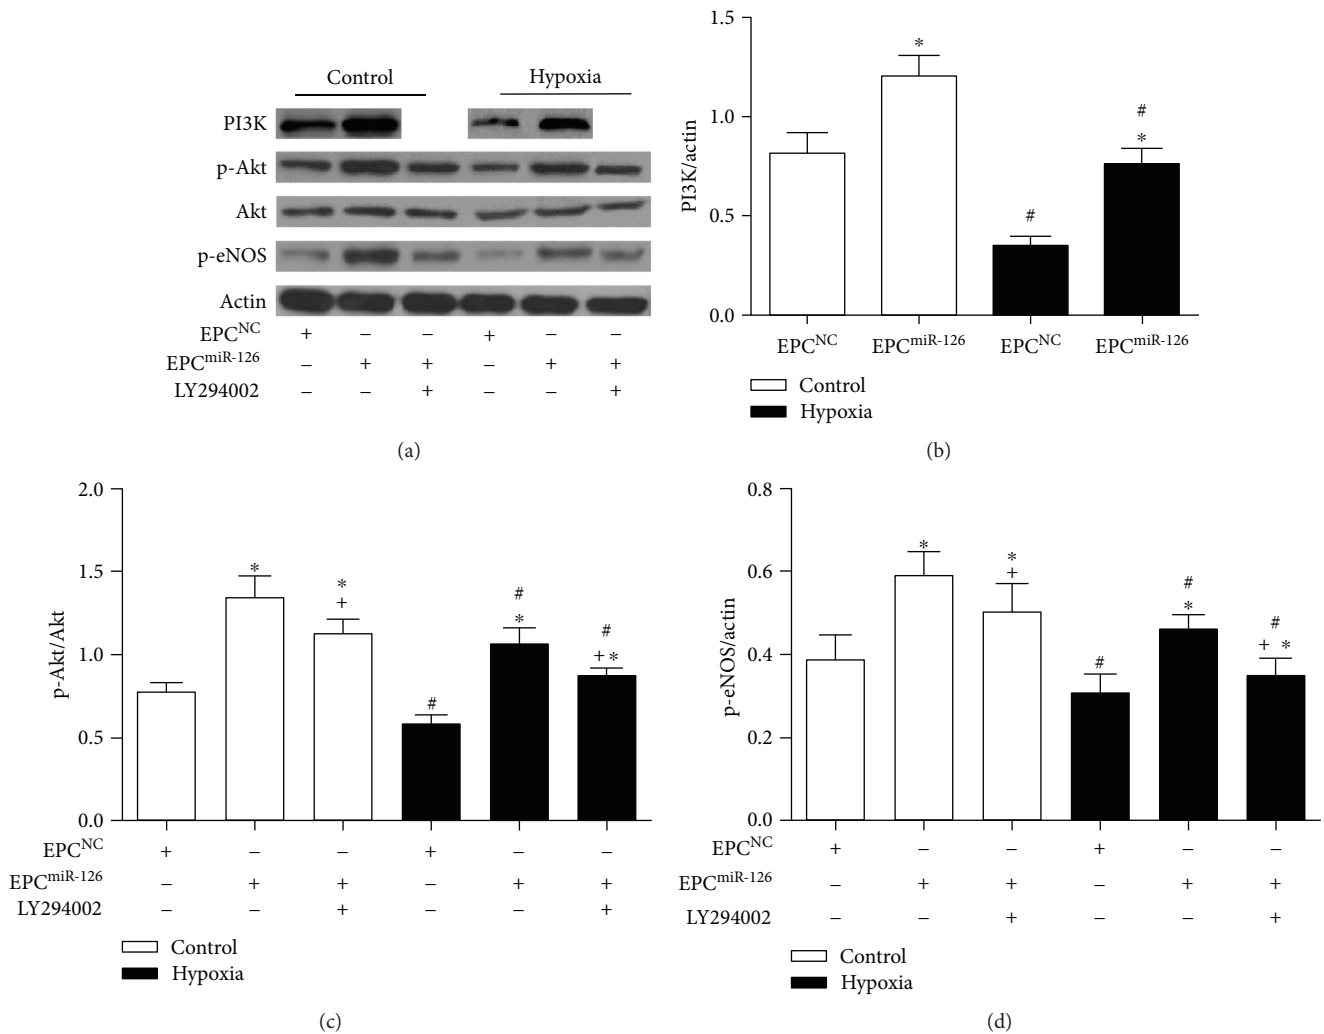 Control Hypoxia
PI3K
p-Akt
Akt
p-eNOS
Actin
EPC^NC + − − + − −
EPC^miR-126 − + + − + +
LY294002 − − + − − +
(a)
1.5
1.0
0.5
0.0
PI3K/actin
*
#
#
*
EPC^NC EPC^miR-126 EPC^NC EPC^miR-126
Control
Hypoxia
(b)
2.0
1.5
1.0
0.5
0.0
p-Akt/Akt
*
*
+
#
#
*
#
+ *
EPC^NC + − − + − −
EPC^miR-126 − + + − + +
LY294002 − − + − − +
Control
Hypoxia
(c)
0.8
0.6
0.4
0.2
0.0
p-eNOS/actin
*
*
+
#
#
*
#
+ *
EPC^NC + − − + − −
EPC^miR-126 − + + − + +
LY294002 − − + − − +
Control
Hypoxia
(d)